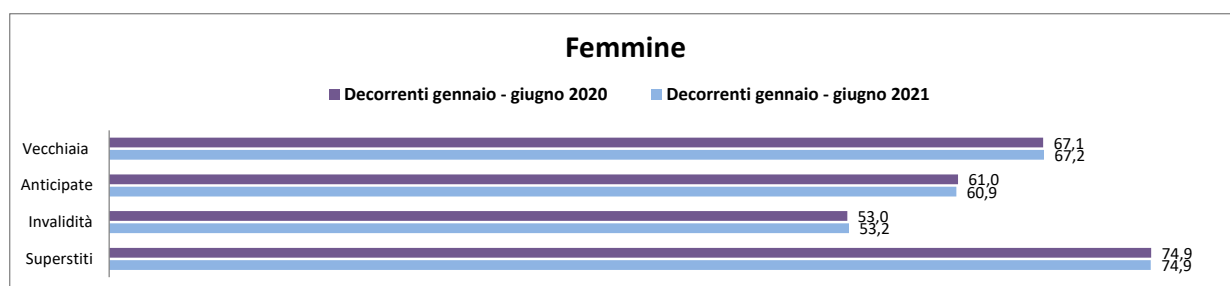 Femmine
Decorrenti gennaio - giugno 2020 Decorrenti gennaio - giugno 2021
Vecchiaia 67,1
67,2
Anticipate 61,0
60,9
Invalidità 53,0
53,2
Superstiti 74,9
74,9